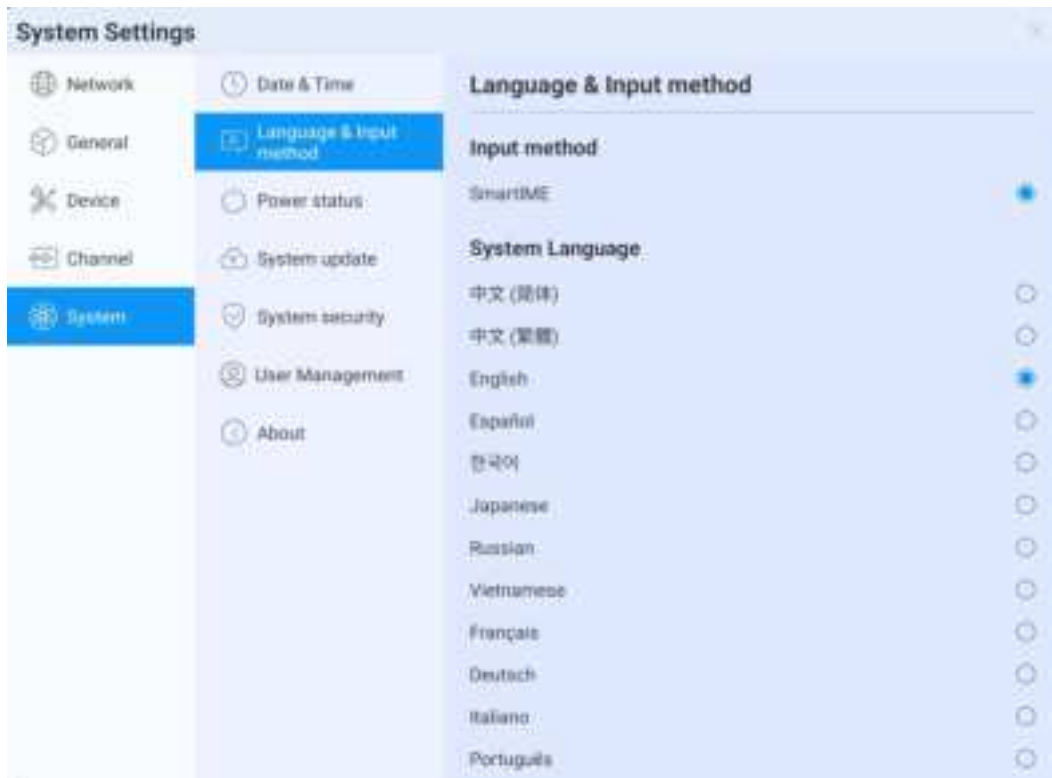 System Settings
Network
General
Device
Channel
System
Date & Time
Language & Input
method
Power status
System update
System security
User Management
About
Language & Input method
Input method
SmartIME
System Language
中文 (简体)
中文 (繁體)
English
Español
한국어
Japanese
Russian
Vietnamese
Français
Deutsch
Italiano
Português